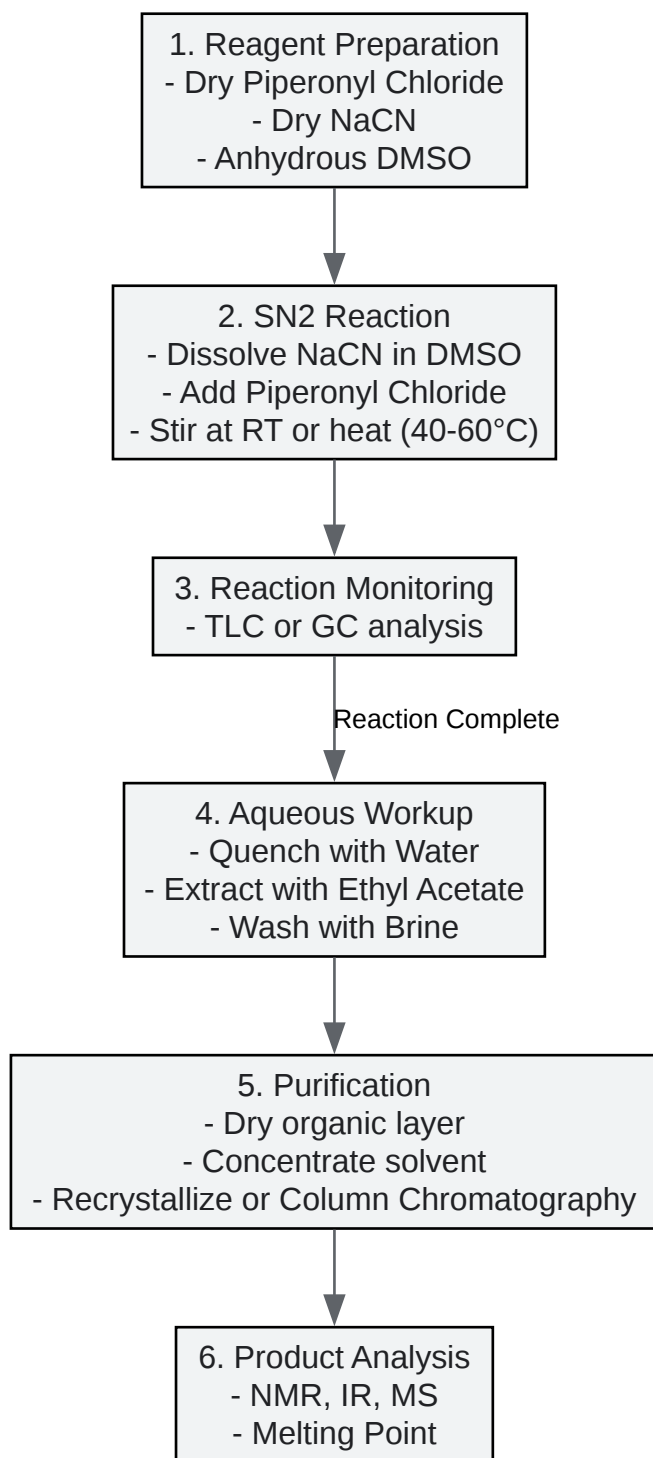 1. Reagent Preparation
- Dry Piperonyl Chloride
- Dry NaCN
- Anhydrous DMSO
2. SN2 Reaction
- Dissolve NaCN in DMSO
- Add Piperonyl Chloride
- Stir at RT or heat (40-60°C)
3. Reaction Monitoring
- TLC or GC analysis
Reaction Complete
4. Aqueous Workup
- Quench with Water
- Extract with Ethyl Acetate
- Wash with Brine
5. Purification
- Dry organic layer
- Concentrate solvent
- Recrystallize or Column Chromatography
6. Product Analysis
- NMR, IR, MS
- Melting Point